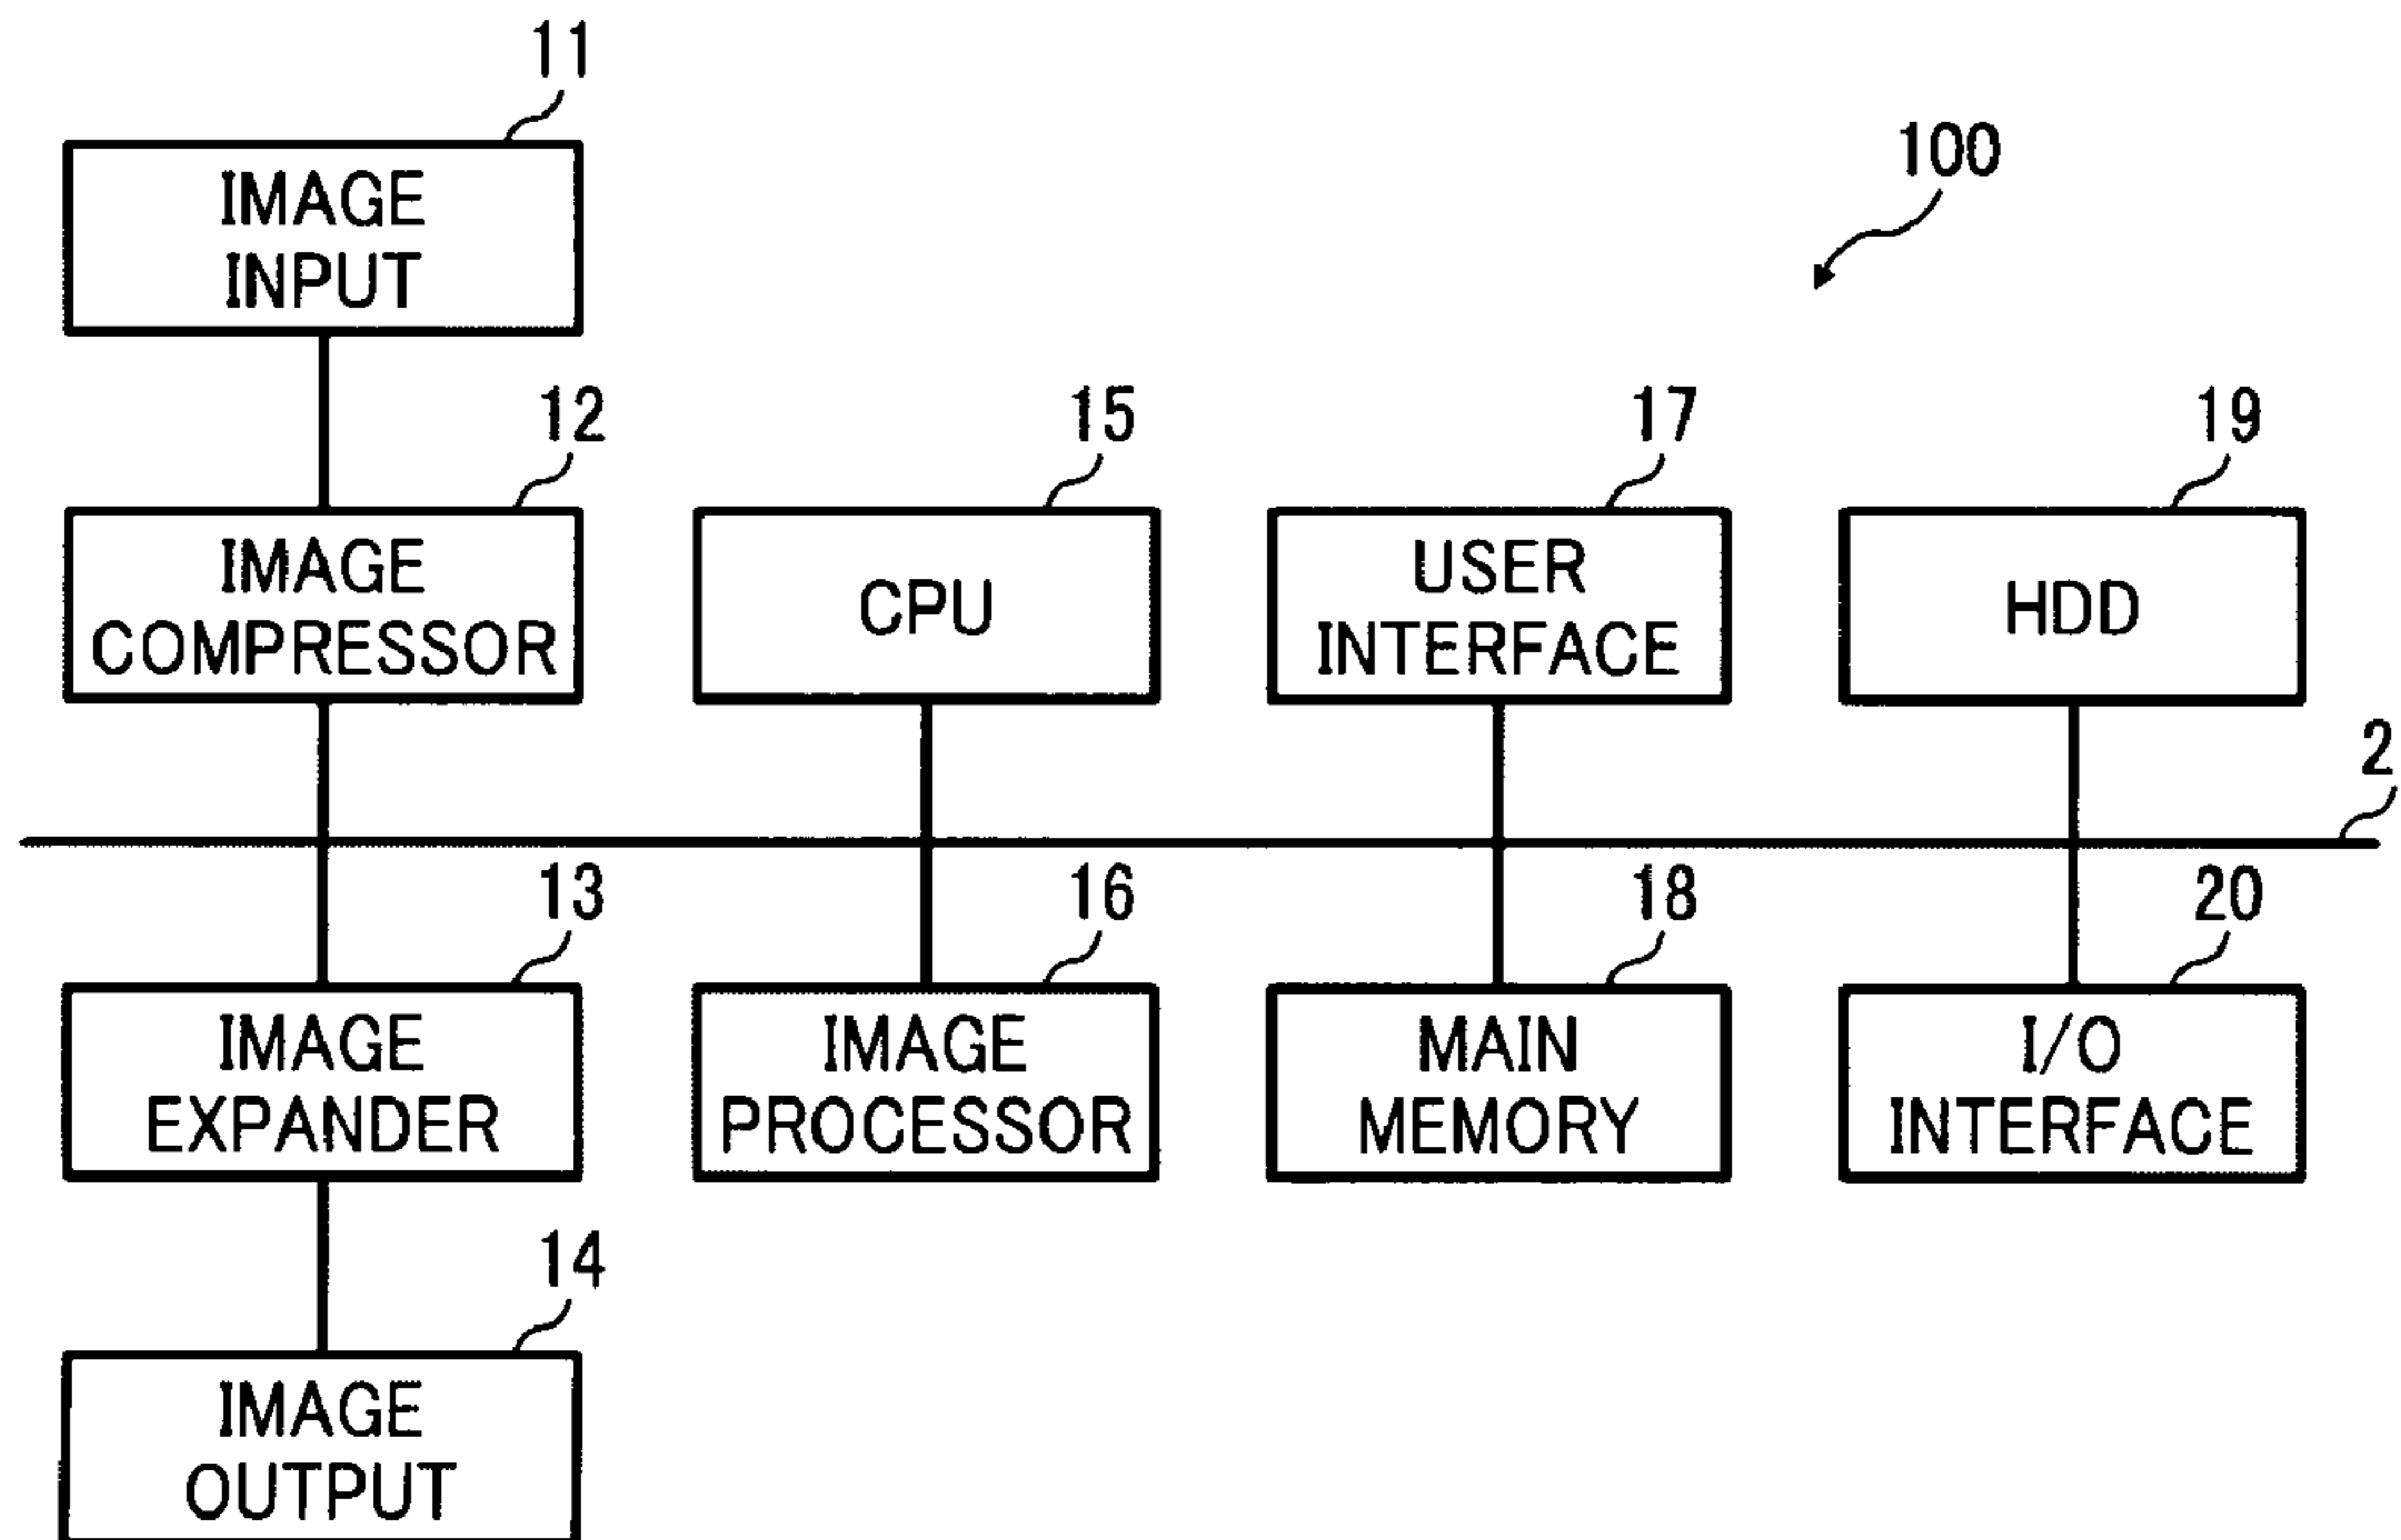 11
IMAGE
INPUT
100
12
IMAGE
COMPRESSOR
15
CPU
17
USER
INTERFACE
19
HDD
2
13
IMAGE
EXPANDER
16
IMAGE
PROCESSOR
18
MAIN
MEMORY
20
I/O
INTERFACE
14
IMAGE
OUTPUT